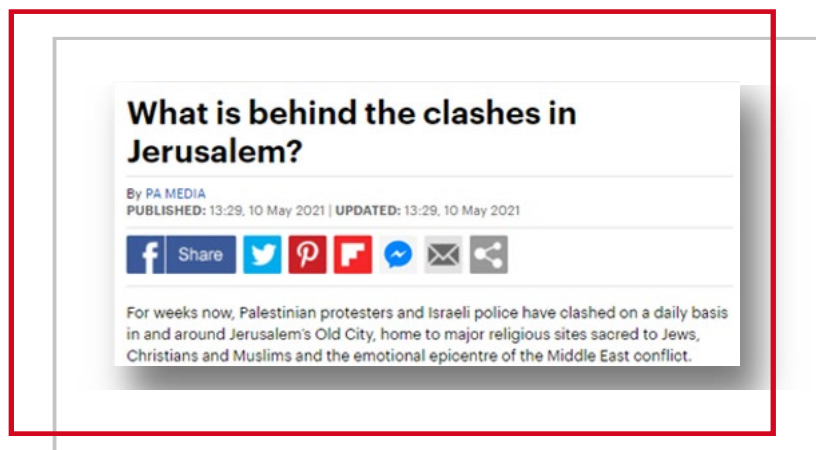 What is behind the clashes in
Jerusalem?
By PA MEDIA
PUBLISHED: 13:29, 10 May 2021 | UPDATED: 13:29, 10 May 2021
Share
For weeks now, Palestinian protesters and Israeli police have clashed on a daily basis
in and around Jerusalem's Old City, home to major religious sites sacred to Jews,
Christians and Muslims and the emotional epicentre of the Middle East conflict.